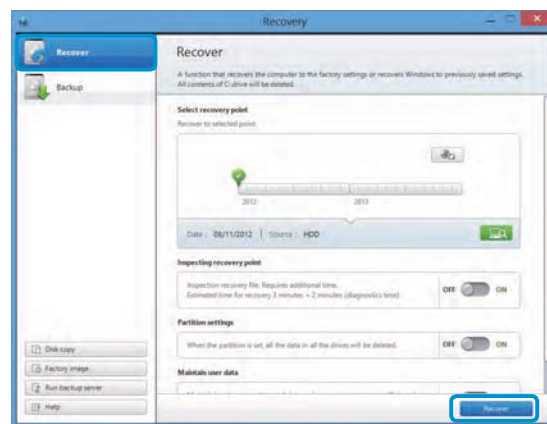 Recovery
Recover
Backup
Disk copy
Factory image
Run backup server
Help
Recover
A function that recovers the computer to the factory settings or recovers Windows to previously saved settings.
All contents of C: drive will be deleted.
Select recovery point
Recover to selected point.
2012
2013
Date : 08/11/2012 | Source : HDD
Inspecting recovery point
Inspection recovery file. Requires additional time.
Estimated time for recovery 3 minutes + 2 minutes (diagnostics time)
OFF
ON
Partition settings
When the partition is set, all the data in all the drives will be deleted.
OFF
ON
Maintain user data
Recover